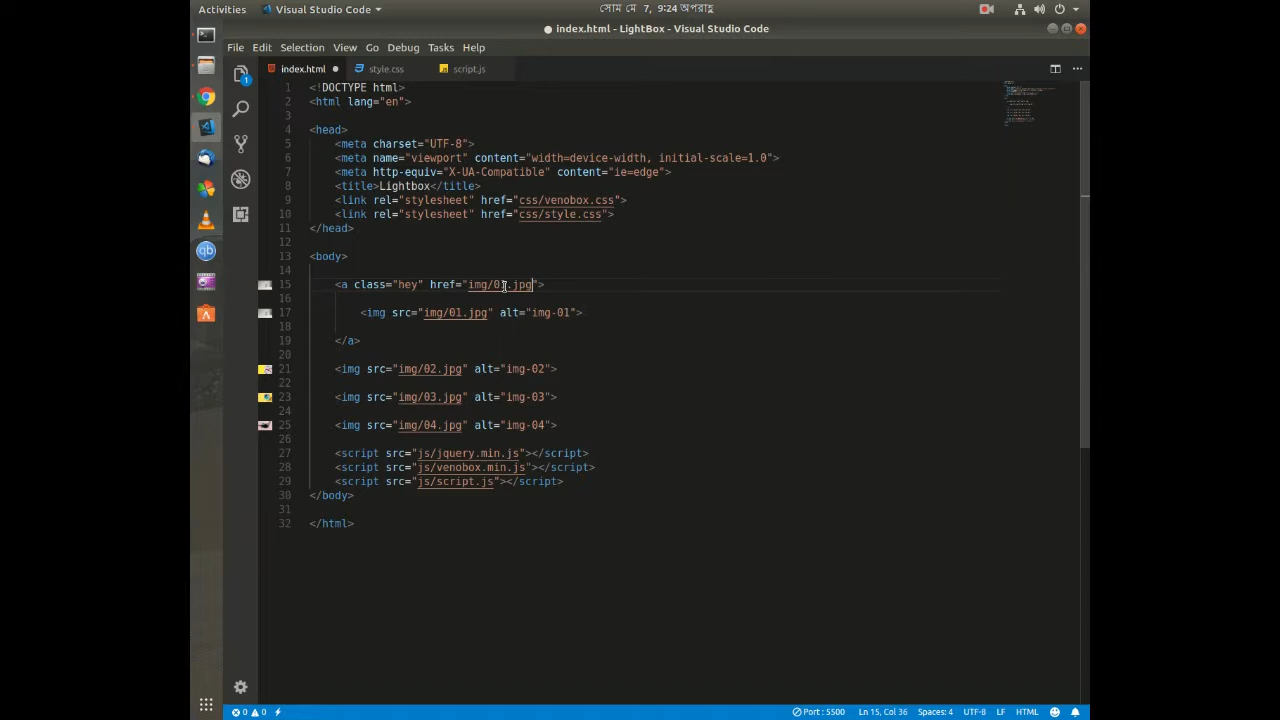 Activities Visual Studio Code সোম মে 7, 9:24 অপরাহ্ণ
index.html - LightBox - Visual Studio Code
File Edit Selection View Go Debug Tasks Help
index.html style.css script.js
1 <!DOCTYPE html>
2 <html lang="en">
3
4 <head>
5 <meta charset="UTF-8">
6 <meta name="viewport" content="width=device-width, initial-scale=1.0">
7 <meta http-equiv="X-UA-Compatible" content="ie=edge">
8 <title>Lightbox</title>
9 <link rel="stylesheet" href="css/venobox.css">
10 <link rel="stylesheet" href="css/style.css">
11 </head>
12
13 <body>
14
15 <a class="hey" href="img/01.jpg">
16
17 <img src="img/01.jpg" alt="img-01">
18
19 </a>
20
21 <img src="img/02.jpg" alt="img-02">
22
23 <img src="img/03.jpg" alt="img-03">
24
25 <img src="img/04.jpg" alt="img-04">
26
27 <script src="js/jquery.min.js"></script>
28 <script src="js/venobox.min.js"></script>
29 <script src="js/script.js"></script>
30 </body>
31
32 </html>
0 0 Port : 5500 Ln 15, Col 36 Spaces: 4 UTF-8 LF HTML
1
qb